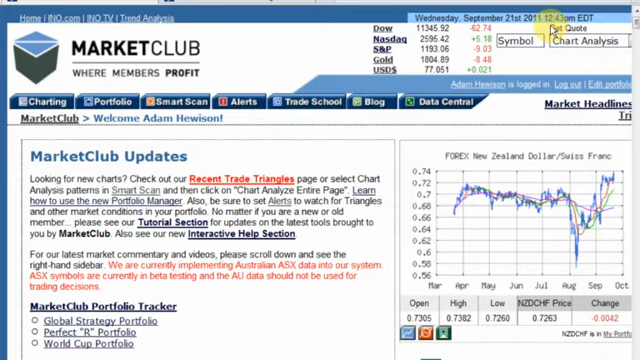 Home | INO.com | INO TV | Trend Analysis
Wednesday, September 21st 2011 12:43pm EDT
Dow 11345.92 -62.74
Nasdaq 2595.42 +5.18
S&P 1193.06 -9.03
Gold 1804.89 -8.48
USD$ 77.051 +0.021
Get Quote
Symbol Chart Analysis
MARKETCLUB
WHERE MEMBERS PROFIT
Adam Hewison is logged in. Log out | Edit portfolio
Charting Portfolio Smart Scan Alerts Trade School Blog Data Central
Market Headlines
MarketClub > Welcome Adam Hewison!
MarketClub Updates
Looking for new charts? Check out our Recent Trade Triangles page or select Chart
Analysis patterns in Smart Scan and then click on "Chart Analyze Entire Page". Learn
how to use the new Portfolio Manager. Also, be sure to set Alerts to watch for Triangles
and other market conditions in your portfolio. No matter if you are a new or old
member... please see our Tutorial Section for updates on the latest tools brought to
you by MarketClub. Also see our new Interactive Help Section.
For our latest market commentary and videos, please scroll down and see the
right-hand sidebar. We are currently implementing Australian ASX data into our system
ASX symbols are currently in beta testing and the AU data should not be used for
trading decisions.
MarketClub Portfolio Tracker
Global Strategy Portfolio
Perfect "R" Portfolio
World Cup Portfolio
FOREX New Zealand Dollar/Swiss Franc
0.74
0.72
0.70
0.68
0.66
0.64
0.62
0.60
0.58
0.56
Mar Apr May Jun Jul Aug Sep Oct
Open High Low NZDCHF Price Change
0.7305 0.7382 0.7260 0.7263 -0.0042
NZDCHF is in My Portfolio